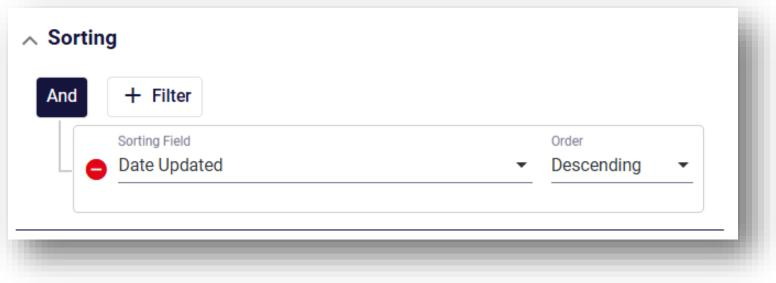 Sorting
And + Filter
Sorting Field Order
Date Updated Descending